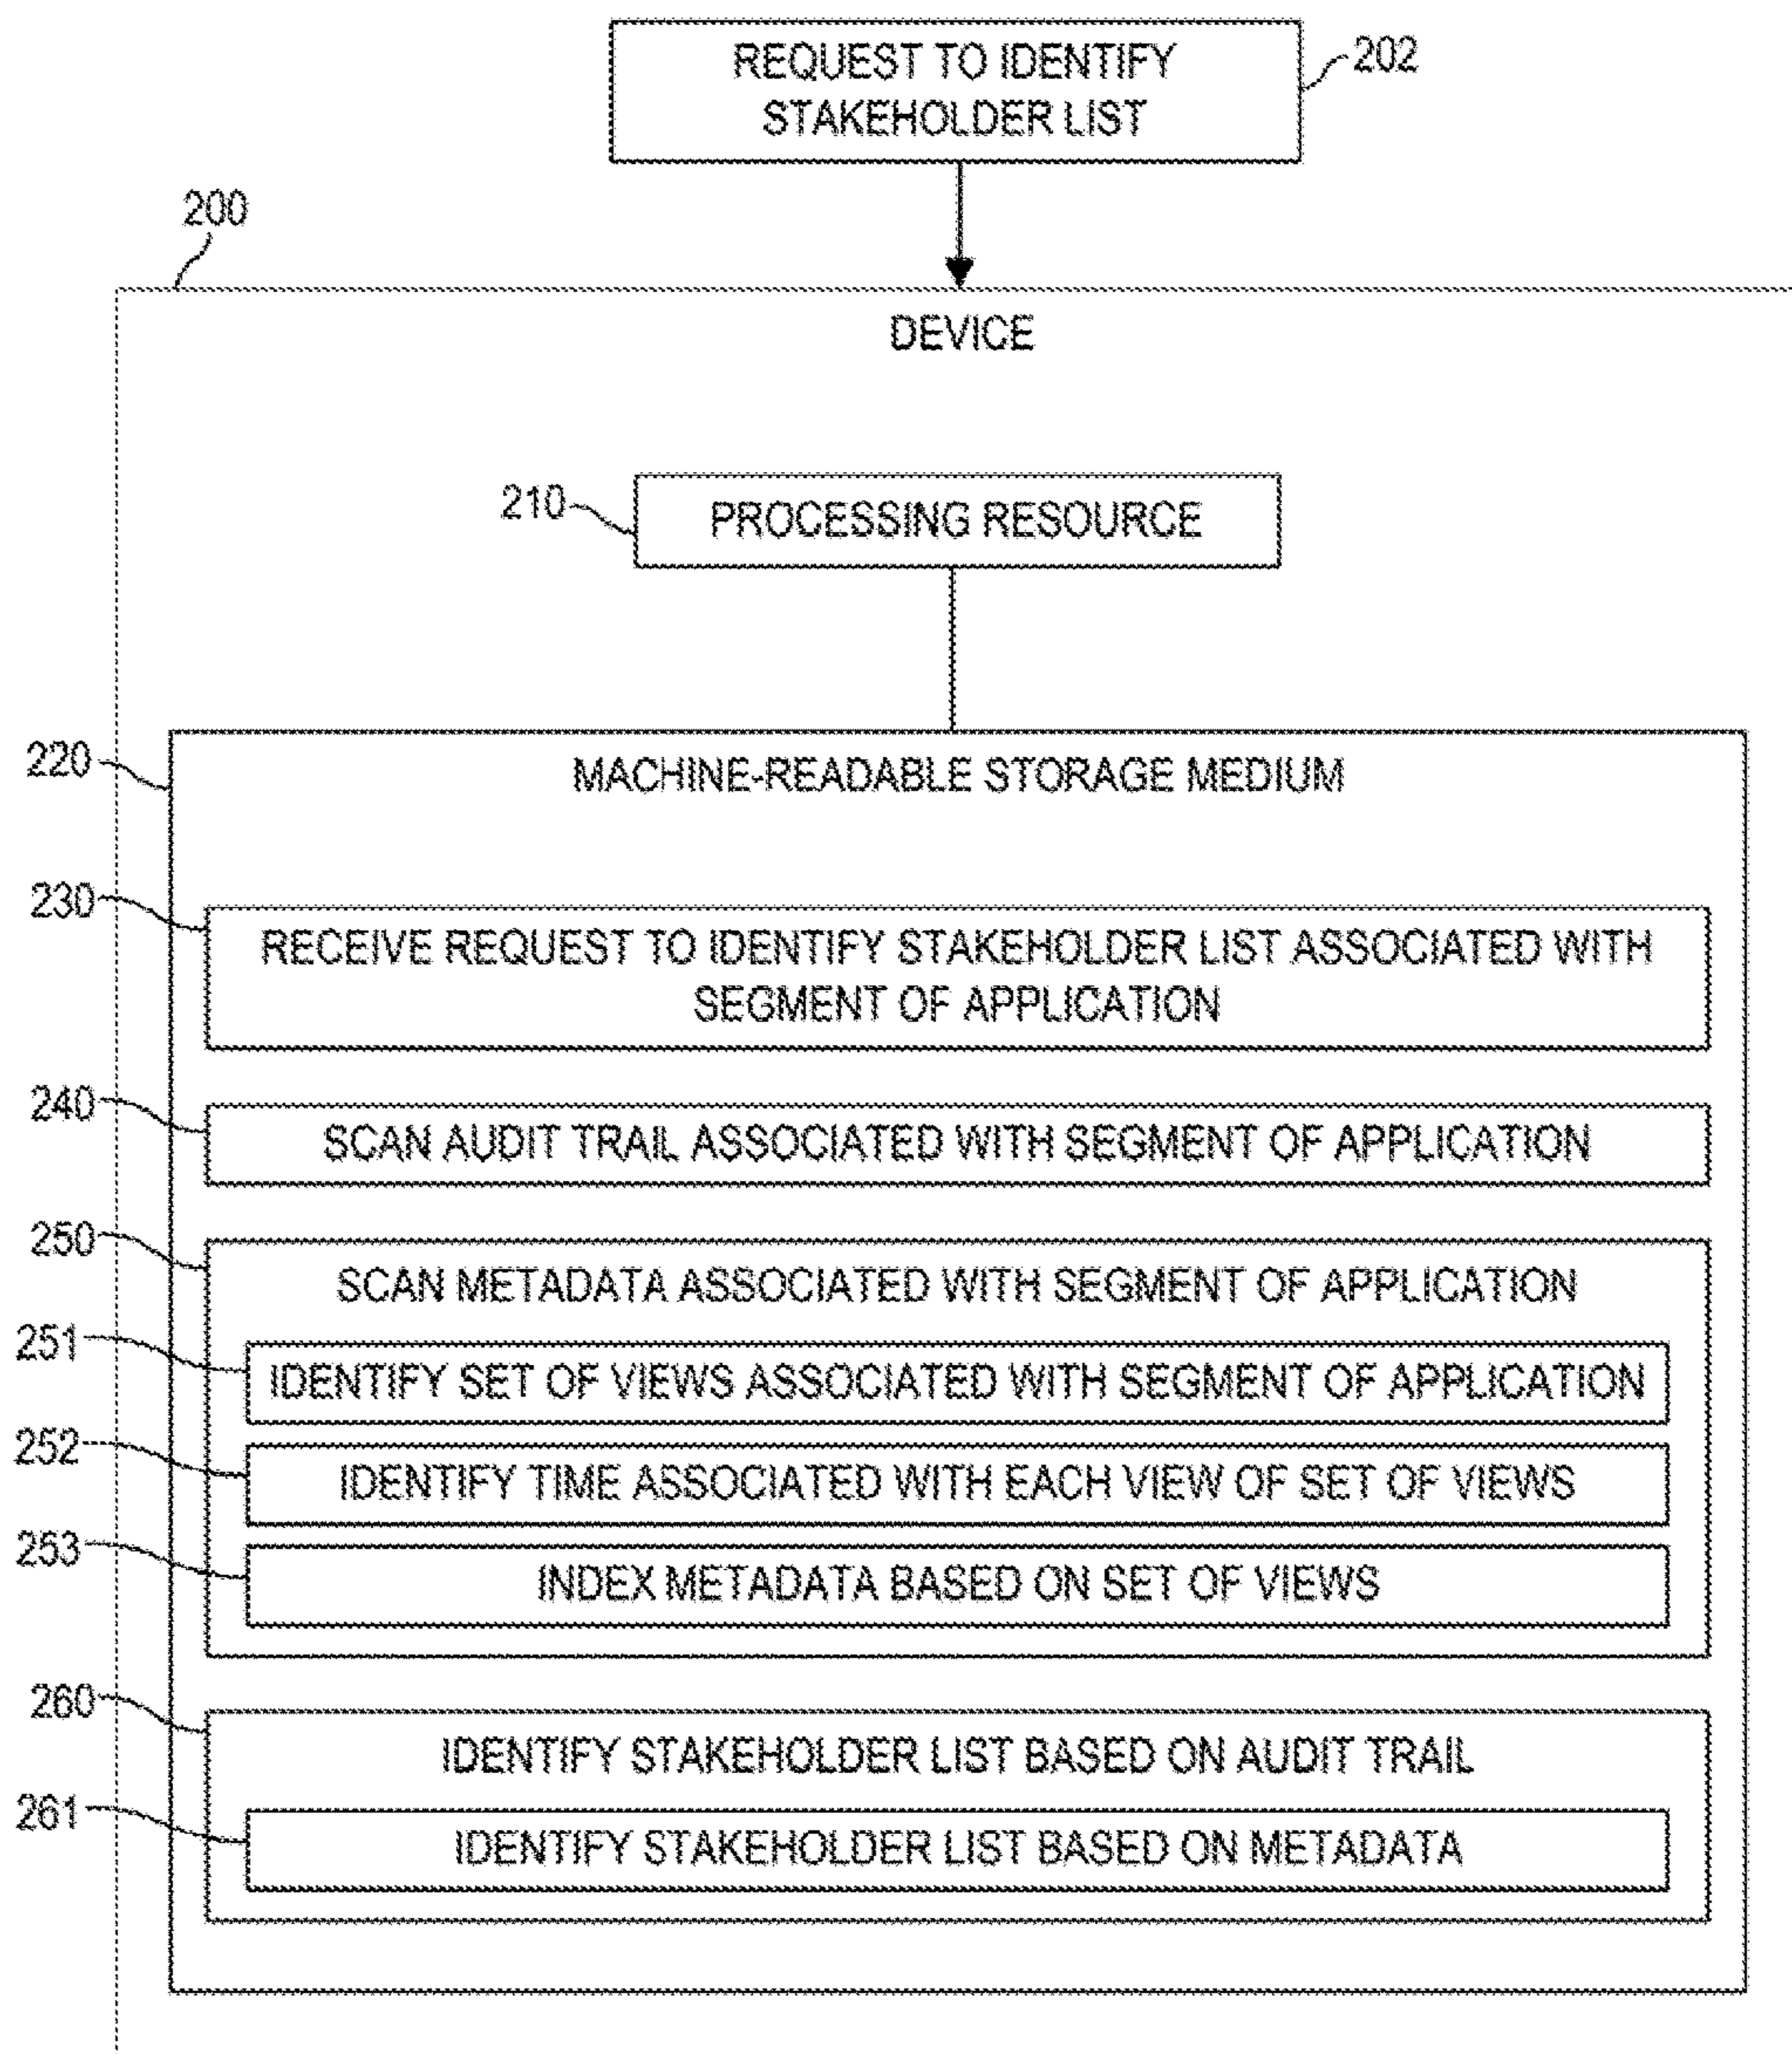 REQUEST TO IDENTIFY
STAKEHOLDER LIST
202
200
DEVICE
210
PROCESSING RESOURCE
220
MACHINE-READABLE STORAGE MEDIUM
230
RECEIVE REQUEST TO IDENTIFY STAKEHOLDER LIST ASSOCIATED WITH
SEGMENT OF APPLICATION
240
SCAN AUDIT TRAIL ASSOCIATED WITH SEGMENT OF APPLICATION
250
SCAN METADATA ASSOCIATED WITH SEGMENT OF APPLICATION
251
IDENTIFY SET OF VIEWS ASSOCIATED WITH SEGMENT OF APPLICATION
252
IDENTIFY TIME ASSOCIATED WITH EACH VIEW OF SET OF VIEWS
253
INDEX METADATA BASED ON SET OF VIEWS
260
IDENTIFY STAKEHOLDER LIST BASED ON AUDIT TRAIL
261
IDENTIFY STAKEHOLDER LIST BASED ON METADATA